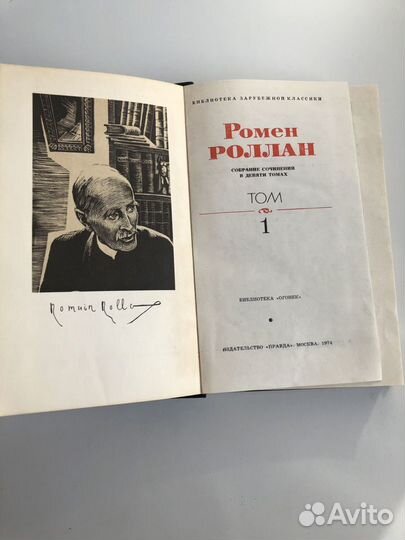 Romain Rolland
БИБЛИОТЕКА ЗАРУБЕЖНОЙ КЛАССИКИ
Ромен
РОЛЛАН
СОБРАНИЕ СОЧИНЕНИЙ
В ДЕВЯТИ ТОМАХ
ТОМ
1
БИБЛИОТЕКА «ОГОНЕК»
ИЗДАТЕЛЬСТВО «ПРАВДА». МОСКВА. 1974
Avito